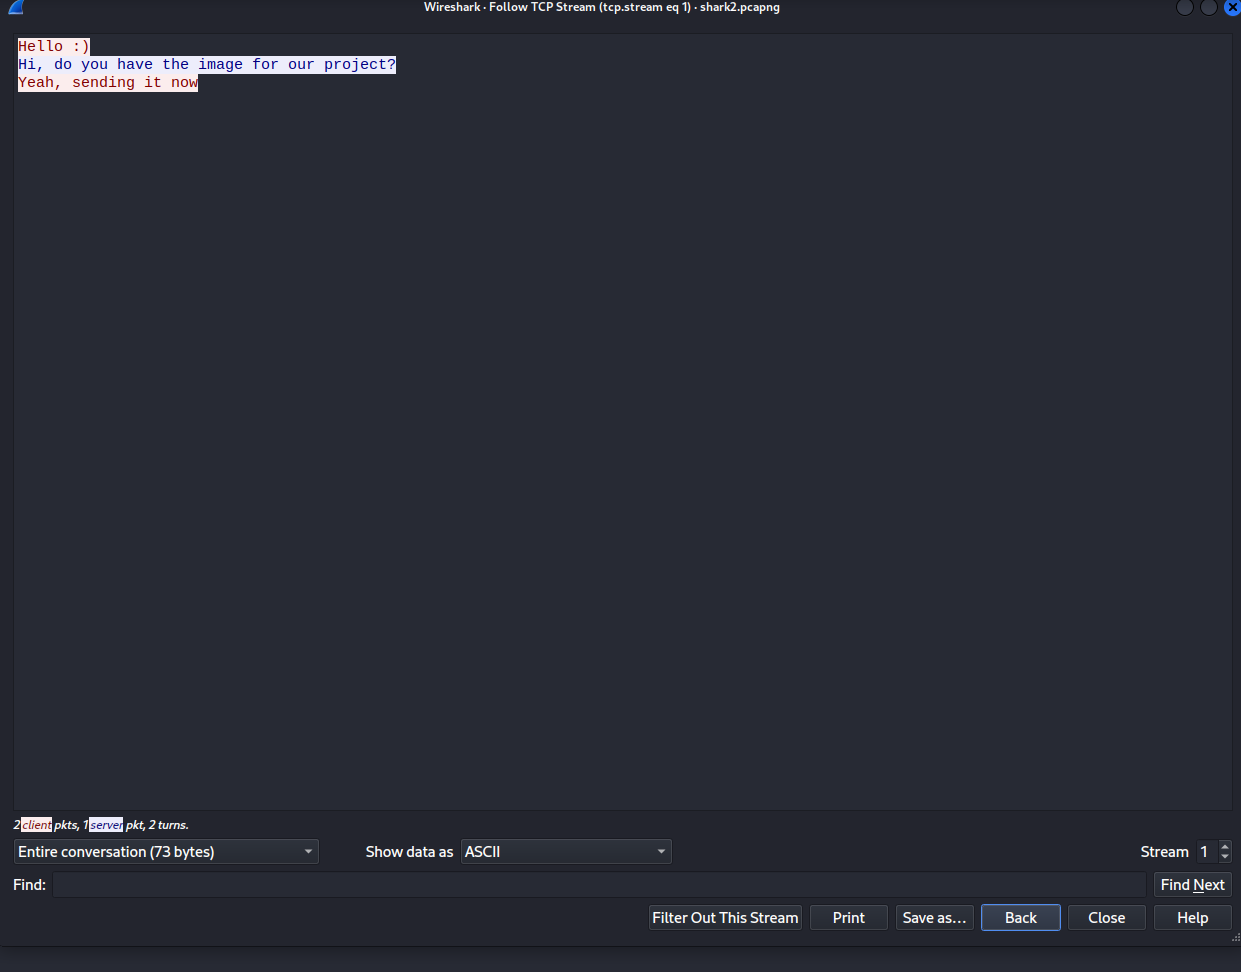 Wireshark · Follow TCP Stream (tcp.stream eq 1) · shark2.pcapng
Hello :)
Hi, do you have the image for our project?
Yeah, sending it now
2 client pkts, 1 server pkt, 2 turns.
Entire conversation (73 bytes) Show data as ASCII Stream 1
Find: Find Next
Filter Out This Stream Print Save as… Back Close Help